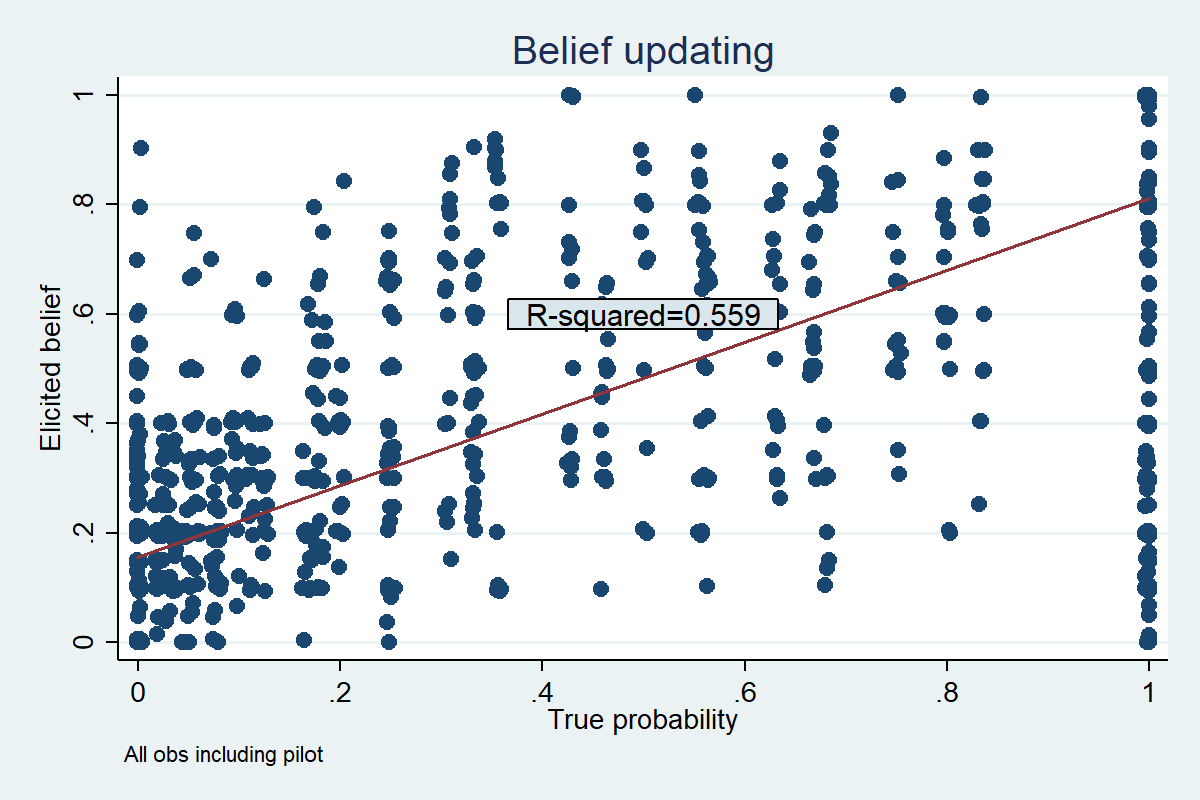 Belief updating
Elicited belief
1
.8
.6
.4
.2
0
R-squared=0.559
0 .2 .4 .6 .8 1
True probability
All obs including pilot